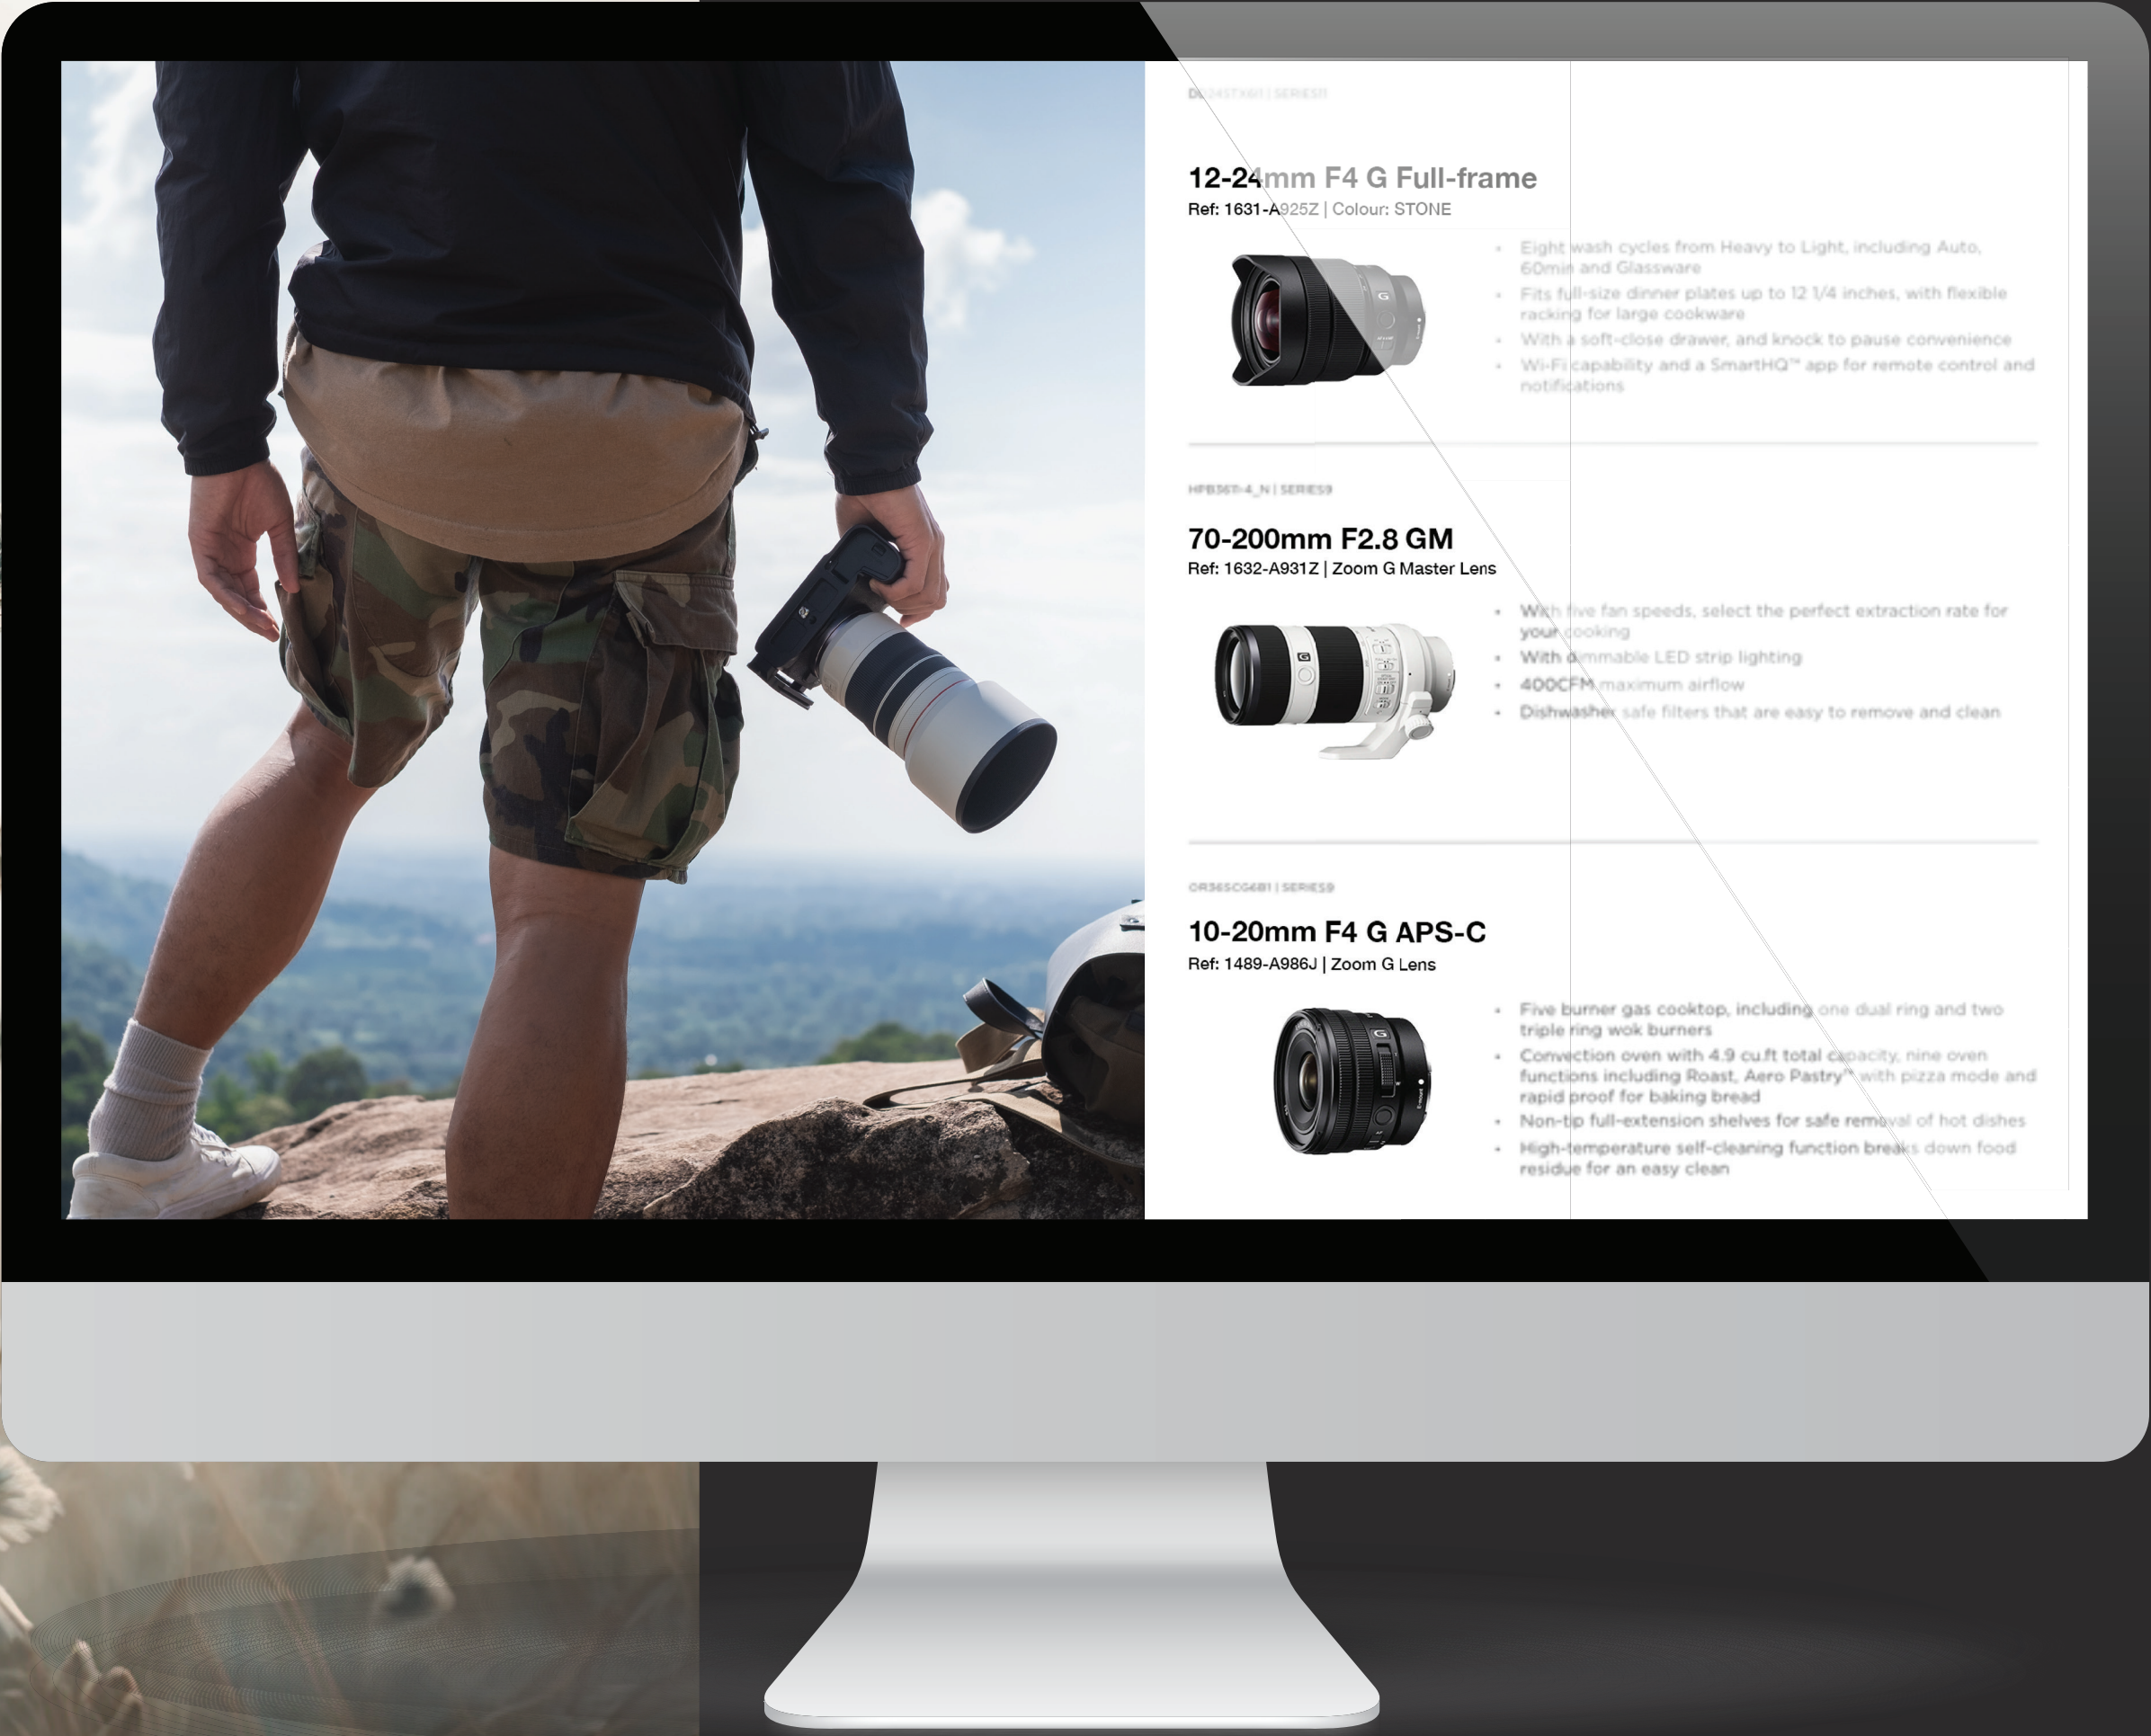 SERIES11
12-24mm F4 G Full-frame
Ref: 1631-A925Z | Colour: STONE
G
• Eight wash cycles from Heavy to Light, including Auto,
60min and Glassware
• Fits full-size dinner plates up to 12 1/4 inches, with flexible
racking for large cookware
• With a soft-close drawer, and knock to pause convenience
• Wi-Fi capability and a SmartHQ™ app for remote control and
notifications
| SERIES9
70-200mm F2.8 GM
Ref: 1632-A931Z | Zoom G Master Lens
G
• With five fan speeds, select the perfect extraction rate for
your cooking
• With dimmable LED strip lighting
• 400CFM maximum airflow
• Dishwasher safe filters that are easy to remove and clean
| SERIES9
10-20mm F4 G APS-C
Ref: 1489-A986J | Zoom G Lens
G
• Five burner gas cooktop, including one dual ring and two
triple ring wok burners
• Convection oven with 4.9 cu.ft total capacity, nine oven
functions including Roast, Aero Pastry™ with pizza mode and
rapid proof for baking bread
• Non-tip full-extension shelves for safe removal of hot dishes
• High-temperature self-cleaning function breaks down food
residue for an easy clean